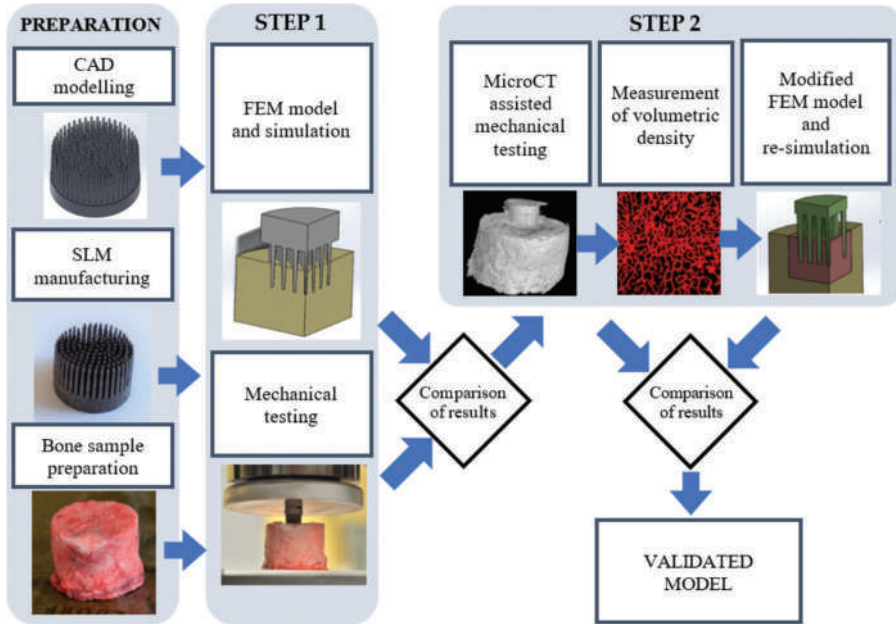 PREPARATION
CAD
modelling
SLM
manufacturing
Bone sample
preparation
STEP 1
FEM model
and simulation
Mechanical
testing
Comparison
of results
STEP 2
MicroCT
assisted
mechanical
testing
Measurement
of volumetric
density
Modified
FEM model
and
re-simulation
Comparison
of results
VALIDATED
MODEL